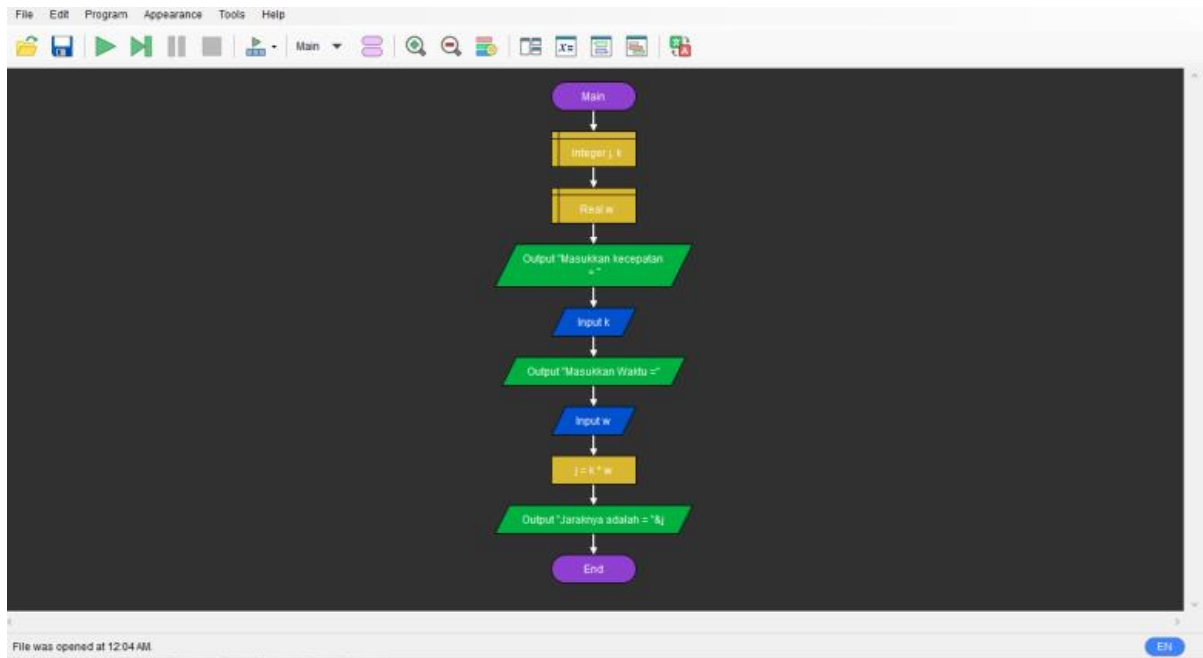 File Edit Program Appearance Tools Help
Main
Main
Integer j, k
Real w
Output "Masukkan kecepatan
= "
Input k
Output "Masukkan Waktu ="
Input w
j = k * w
Output "Jaraknya adalah = "&j
End
File was opened at 12:04 AM.
EN